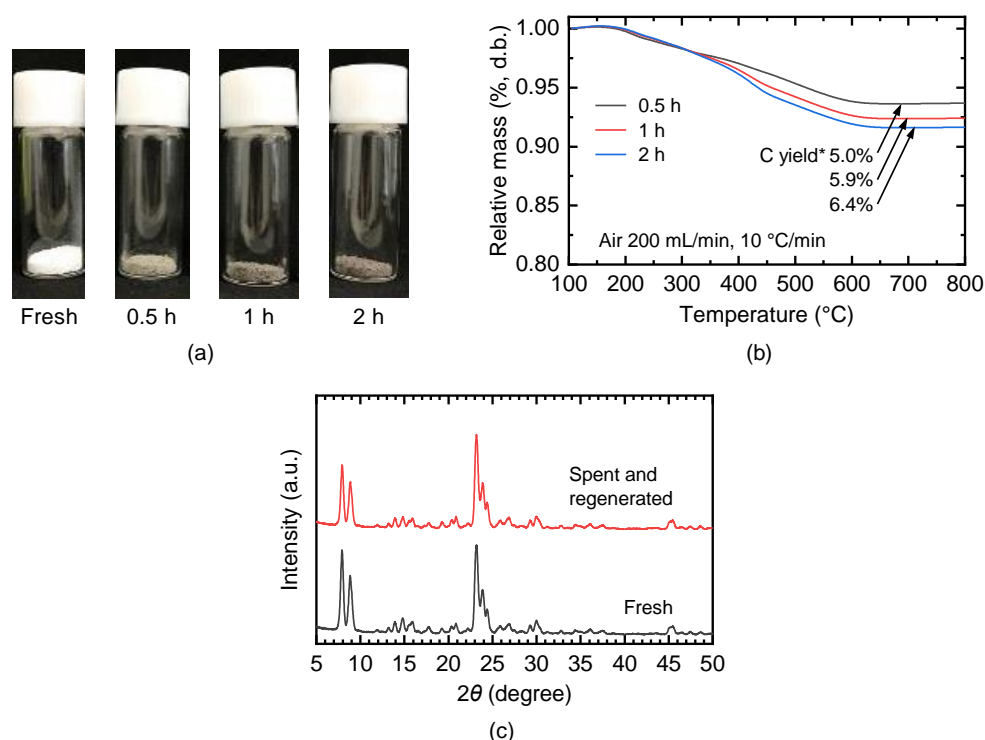 Fresh
0.5 h
1 h
2 h
(a)
Relative mass (%, d.b.)
1.00
0.95
0.90
0.85
0.80
0.5 h
1 h
2 h
C yield* 5.0%
5.9%
6.4%
Air 200 mL/min, 10 °C/min
100 200 300 400 500 600 700 800
Temperature (°C)
(b)
Intensity (a.u.)
Spent and
regenerated
Fresh
5 10 15 20 25 30 35 40 45 50
2θ (degree)
(c)